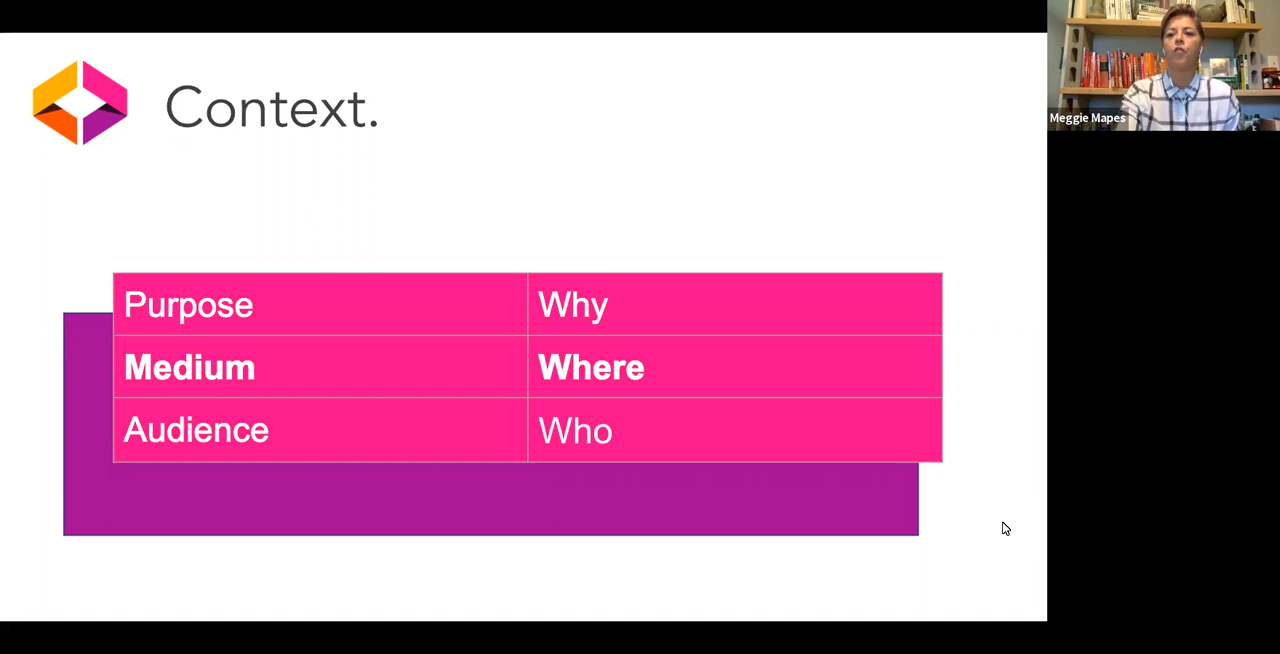 Context.
Purpose Why
Medium Where
Audience Who
Meggie Mapes